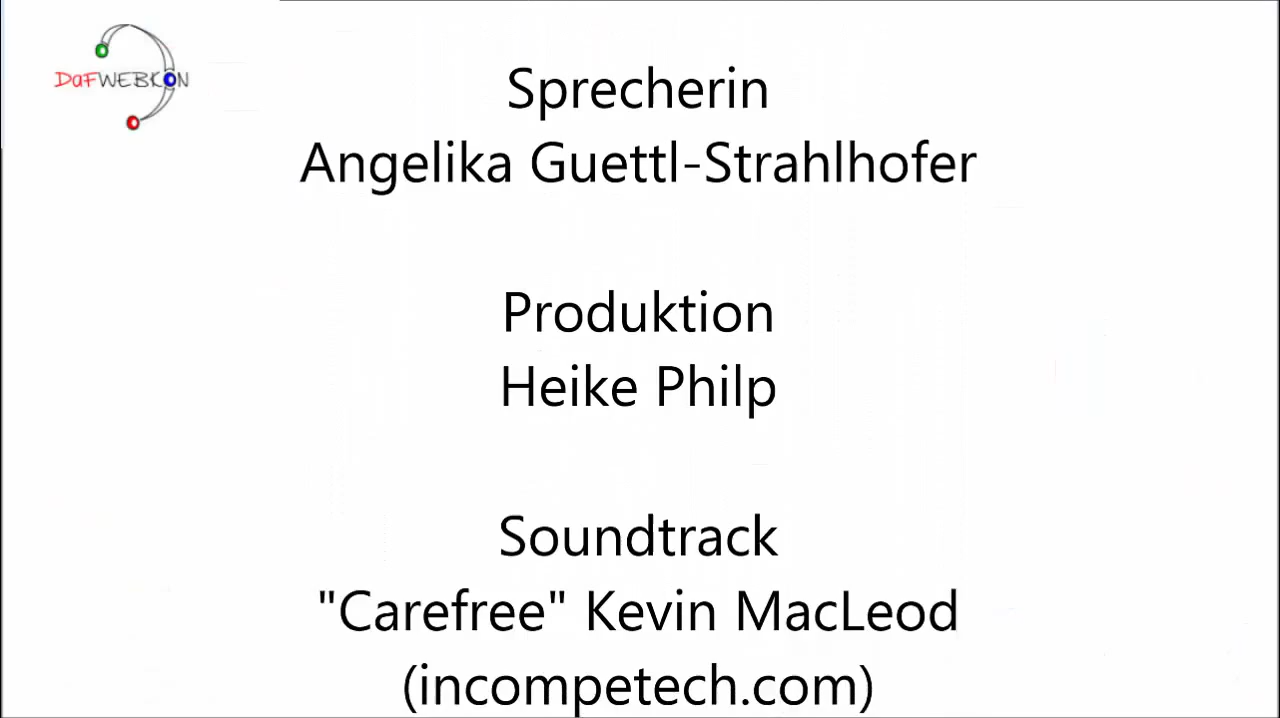 DaFWEBKON
Sprecherin
Angelika Guettl-Strahlhofer
Produktion
Heike Philp
Soundtrack
"Carefree" Kevin MacLeod
(incompetech.com)